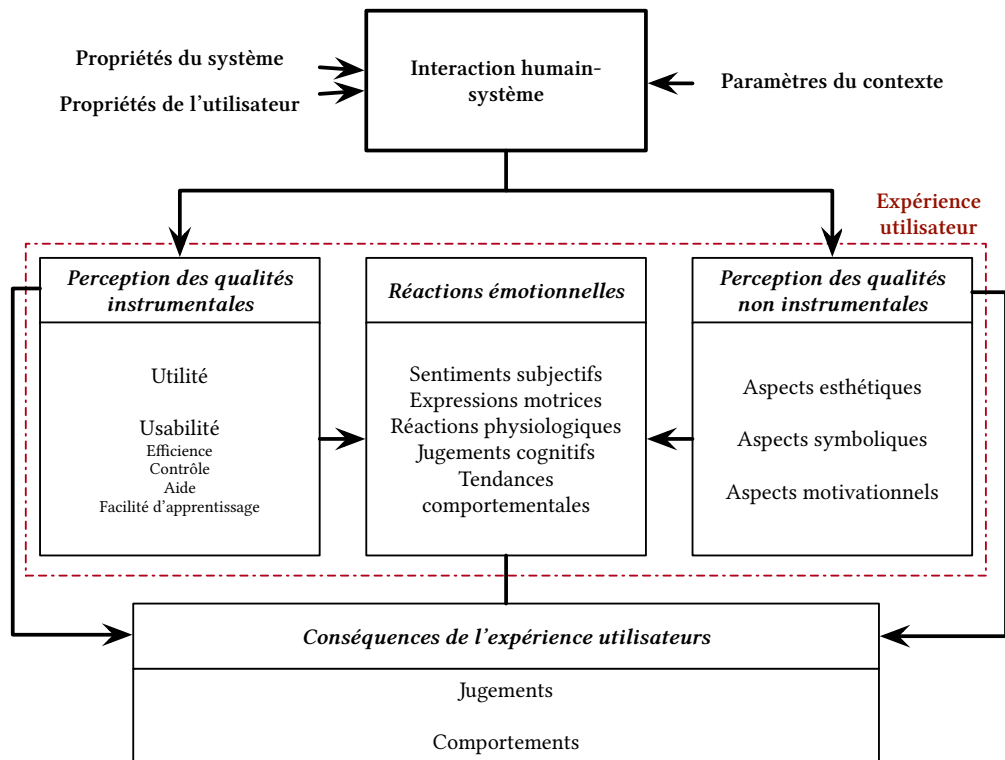 Propriétés du système
Propriétés de l'utilisateur
Interaction humain-
système
Paramètres du contexte
Expérience
utilisateur
Perception des qualités
instrumentales
Utilité
Usabilité
Efficience
Contrôle
Aide
Facilité d'apprentissage
Réactions émotionnelles
Sentiments subjectifs
Expressions motrices
Réactions physiologiques
Jugements cognitifs
Tendances
comportementales
Perception des qualités
non instrumentales
Aspects esthétiques
Aspects symboliques
Aspects motivationnels
Conséquences de l'expérience utilisateurs
Jugements
Comportements